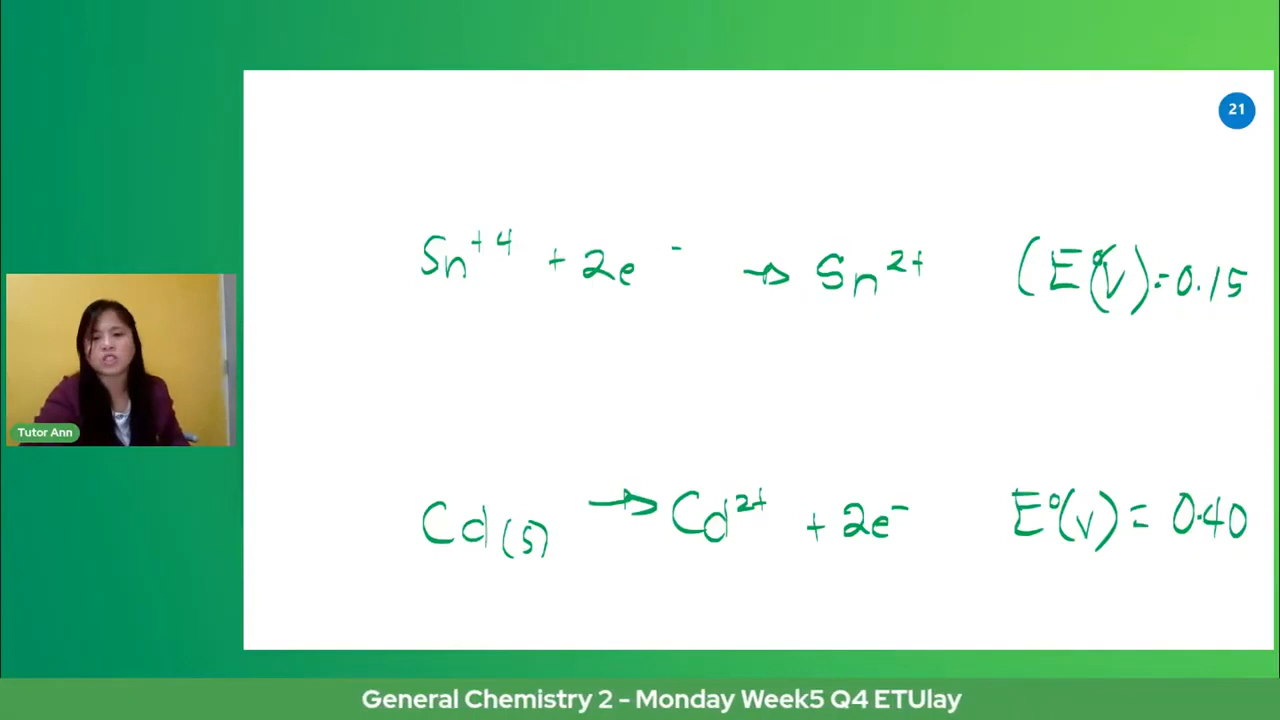 21
Sn⁺⁴ + 2e⁻ → Sn²⁺ (E°(V) = 0.15
Cd(s) → Cd²⁺ + 2e⁻ E°(V) = 0.40
Tutor Ann
General Chemistry 2 - Monday Week5 Q4 ETUlay